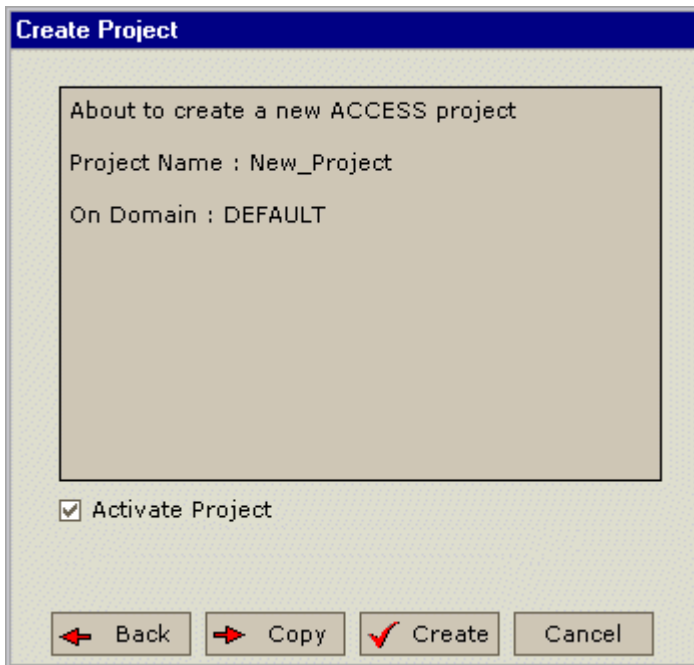 Create Project
About to create a new ACCESS project
Project Name : New_Project
On Domain : DEFAULT
Activate Project
Back
Copy
Create
Cancel